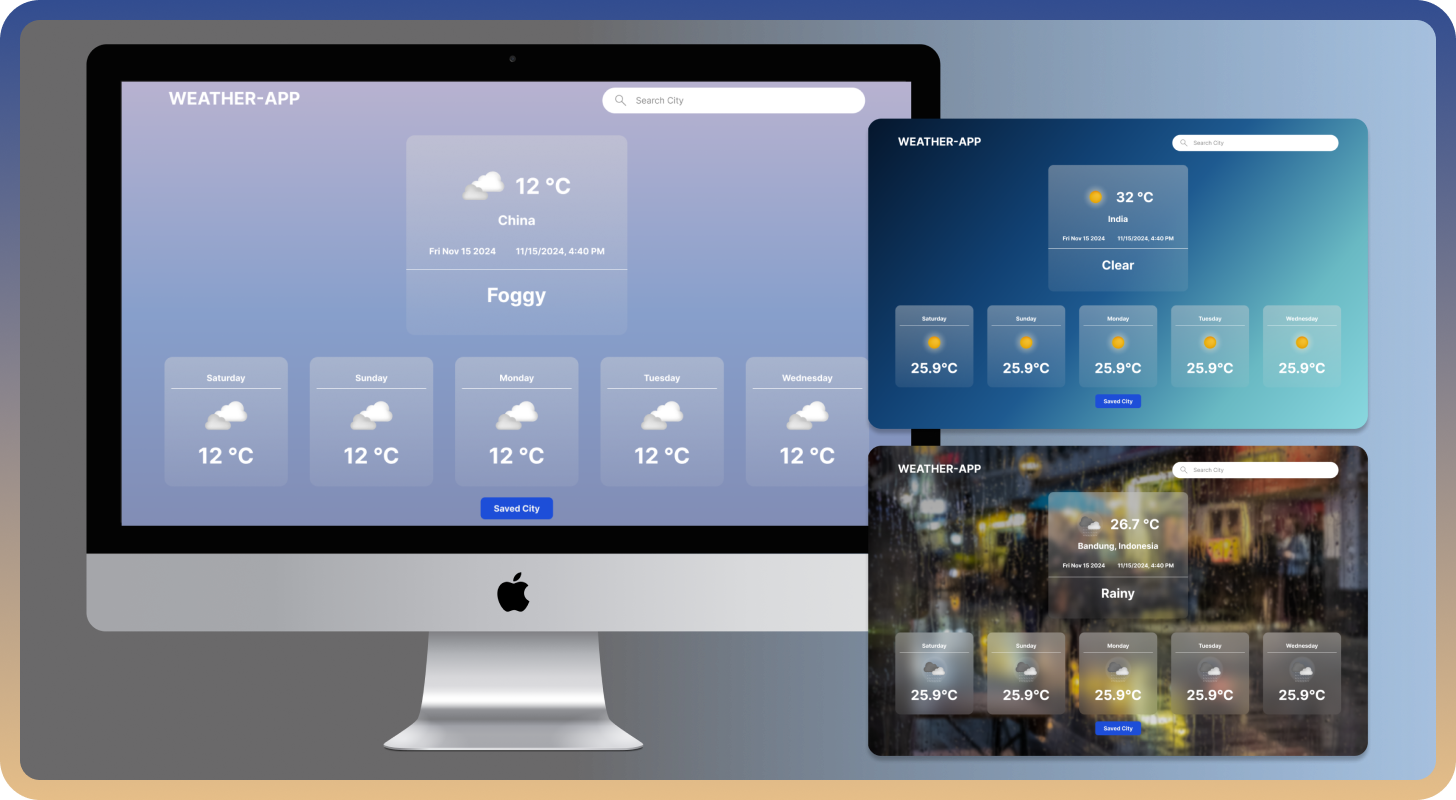 WEATHER-APP
Search City
12 °C
China
Fri Nov 15 2024 11/15/2024, 4:40 PM
Foggy
Saturday Sunday Monday Tuesday Wednesday
12 °C 12 °C 12 °C 12 °C 12 °C
Saved City
WEATHER-APP
Search City
32 °C
India
Fri Nov 15 2024 11/15/2024, 4:40 PM
Clear
Saturday Sunday Monday Tuesday Wednesday
25.9°C 25.9°C 25.9°C 25.9°C 25.9°C
Saved City
WEATHER-APP
Search City
26.7 °C
Bandung, Indonesia
Fri Nov 15 2024 11/15/2024, 4:40 PM
Rainy
Saturday Sunday Monday Tuesday Wednesday
25.9°C 25.9°C 25.9°C 25.9°C 25.9°C
Saved City